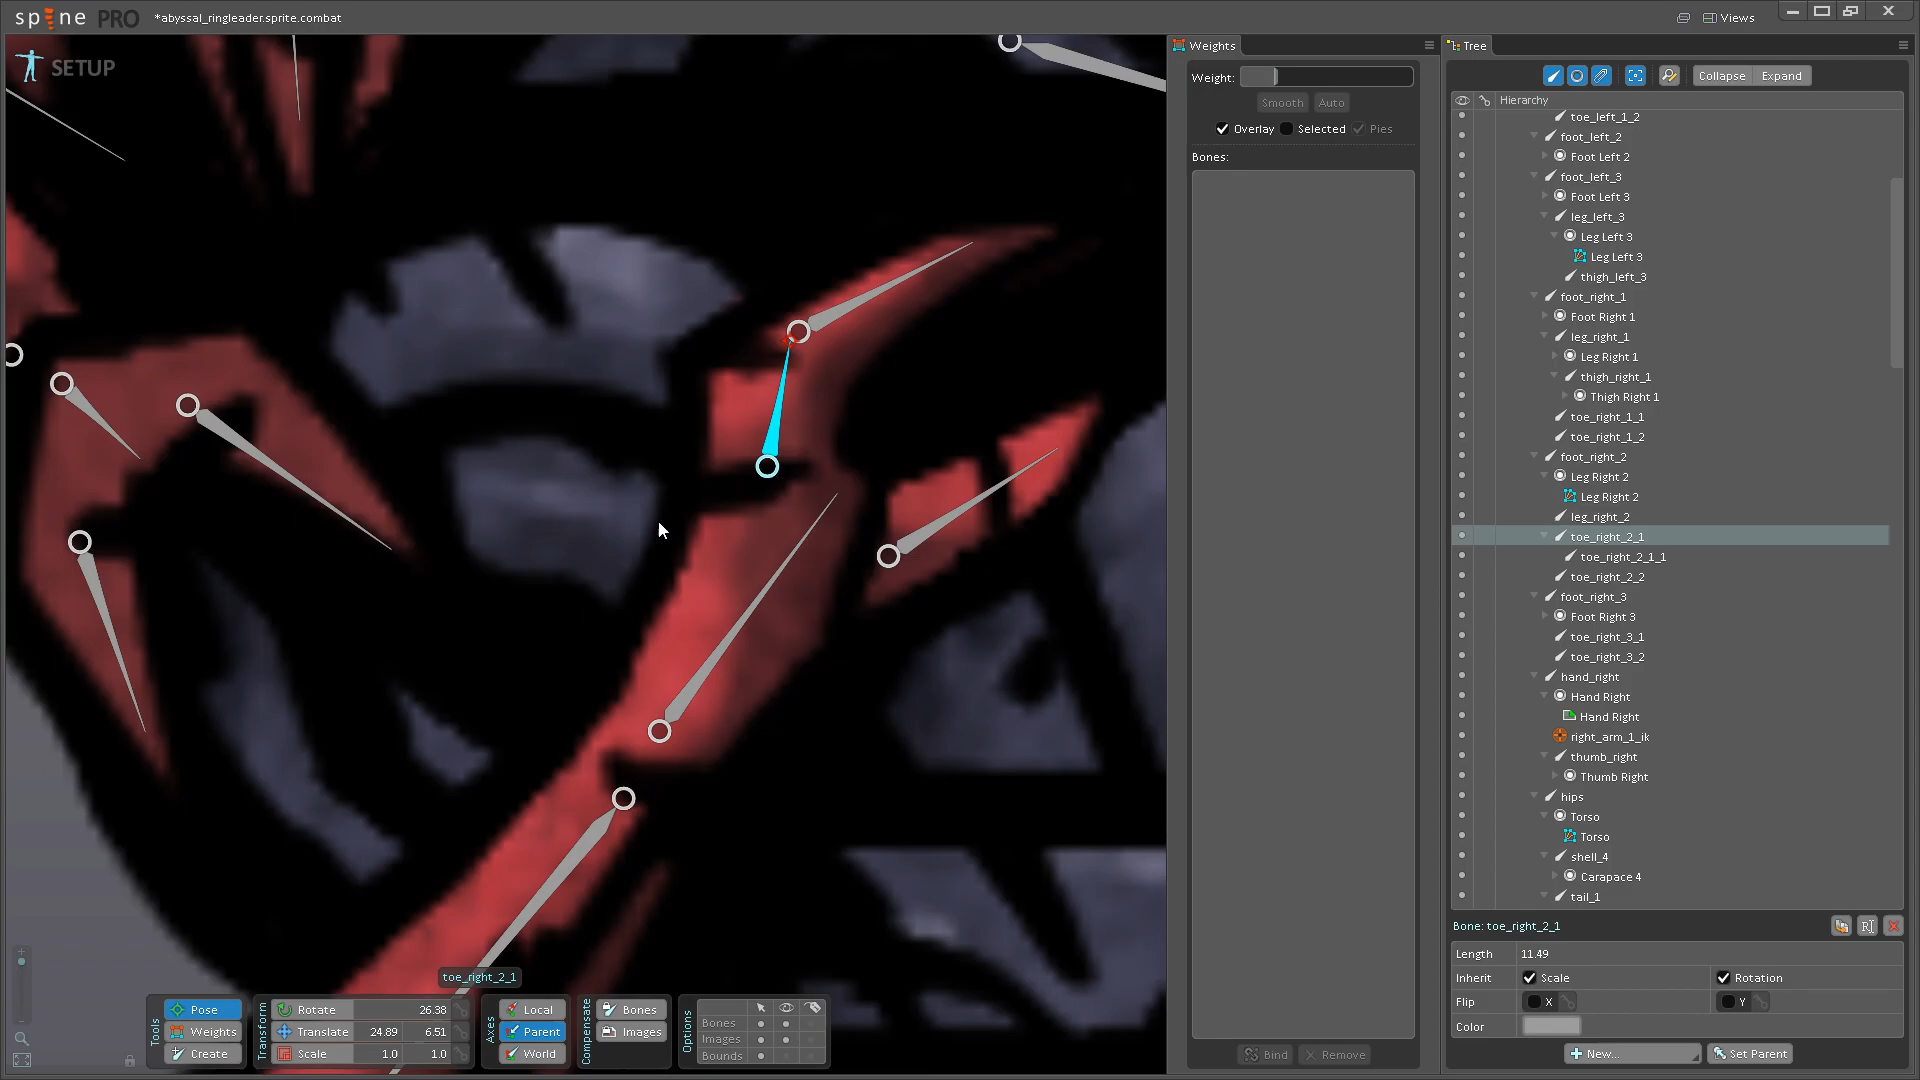 spine PRO *abyssal_ringleader.sprite.combat Views
SETUP
Weights
Weight:
Smooth Auto
Overlay Selected Pies
Bones:
Bind Remove
Tree
Collapse Expand
Hierarchy
toe_left_1_2
foot_left_2
Foot Left 2
foot_left_3
Foot Left 3
leg_left_3
Leg Left 3
Leg Left 3
thigh_left_3
foot_right_1
Foot Right 1
leg_right_1
Leg Right 1
thigh_right_1
Thigh Right 1
toe_right_1_1
toe_right_1_2
foot_right_2
Leg Right 2
Leg Right 2
leg_right_2
toe_right_2_1
toe_right_2_1_1
toe_right_2_2
foot_right_3
Foot Right 3
toe_right_3_1
toe_right_3_2
hand_right
Hand Right
Hand Right
right_arm_1_ik
thumb_right
Thumb Right
hips
Torso
Torso
shell_4
Carapace 4
tail_1
Bone: toe_right_2_1
Length 11.49
Inherit Scale Rotation
Flip X Y
Color
New... Set Parent
toe_right_2_1
Tools
Pose
Weights
Create
Transform
Rotate 26.38
Translate 24.89 6.51
Scale 1.0 1.0
Axes
Local
Parent
World
Compensate
Bones
Images
Options
Bones
Images
Bounds